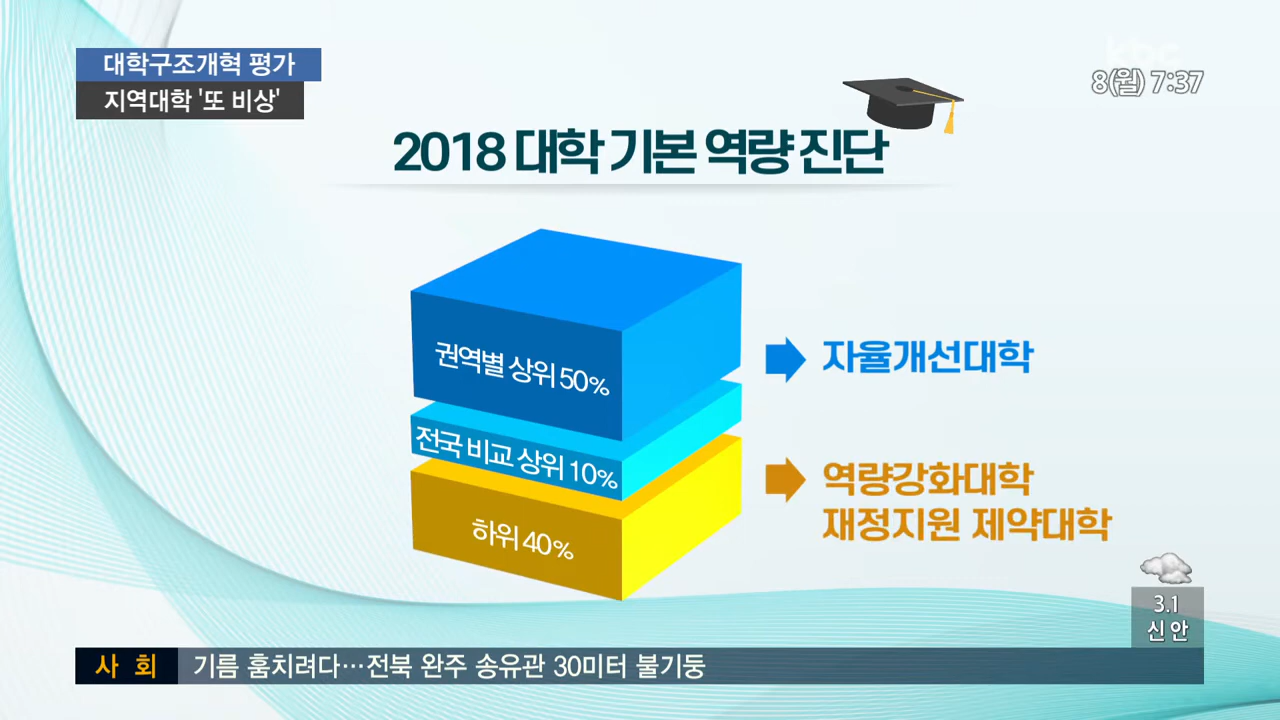 대학구조개혁 평가
지역대학 '또 비상'
kbc
8(월) 7:37
2018 대학 기본 역량 진단
권역별 상위 50%
자율개선대학
전국 비교 상위 10%
하위 40%
역량강화대학
재정지원 제약대학
3.1
신안
사 회
기름 훔치려다…전북 완주 송유관 30미터 불기둥